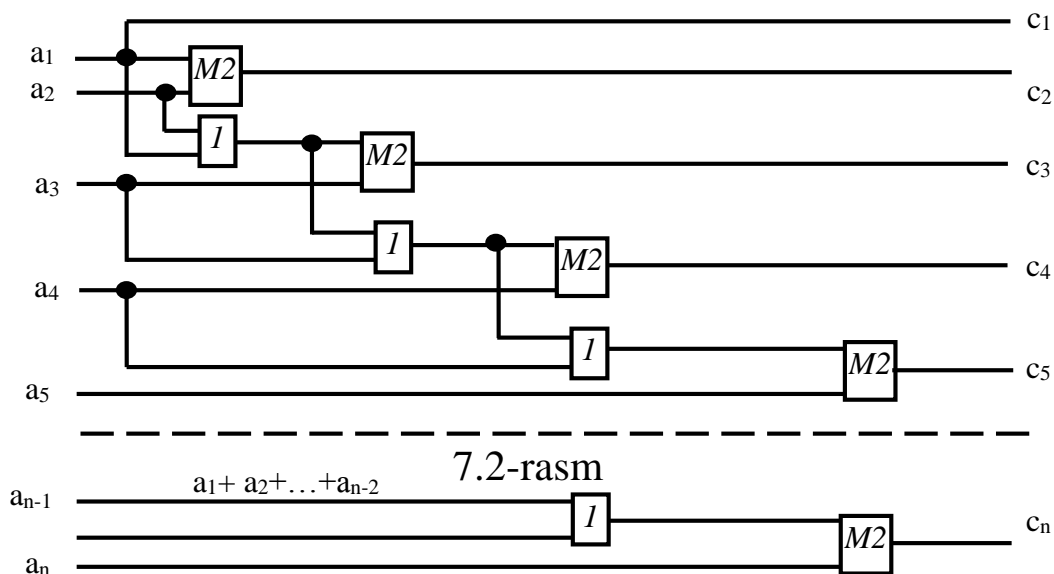 c₁
a₁
M2
a₂
c₂
1
M2
a₃
c₃
1
M2
a₄
c₄
1
M2
a₅
c₅
7.2-rasm
a₁+ a₂+…+aₙ₋₂
aₙ₋₁
1
M2
cₙ
aₙ